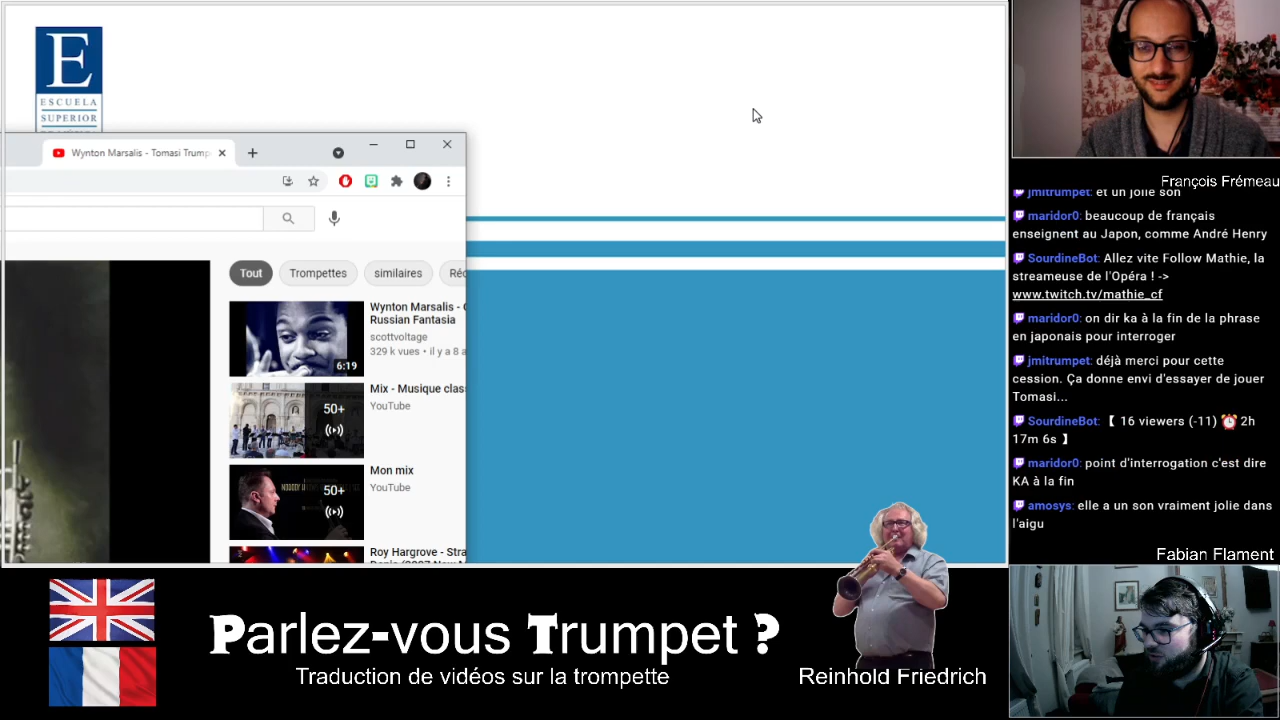 E
ESCUELA
SUPERIOR
Wynton Marsalis - Tomasi Trump
Tout
Trompettes
similaires
Réc
Wynton Marsalis - C
Russian Fantasia
scottvoltage
329 k vues • il y a 8 a
6:19
Mix - Musique clas
YouTube
50+
Mon mix
YouTube
50+
Roy Hargrove - Stra
François Frémeau
jmitrumpet: et un jolie son
maridor0: beaucoup de français
enseignent au Japon, comme André Henry
SourdineBot: Allez vite Follow Mathie, la
streameuse de l'Opéra ! ->
www.twitch.tv/mathie_cf
maridor0: on dir ka à la fin de la phrase
en japonais pour interroger
jmitrumpet: déjà merci pour cette
cession. Ça donne envi d'essayer de jouer
Tomasi...
SourdineBot: 【 16 viewers (-11) ⏰ 2h
17m 6s 】
maridor0: point d'interrogation c'est dire
KA à la fin
amosys: elle a un son vraiment jolie dans
l'aigu
Fabian Flament
Parlez-vous Trumpet ?
Traduction de vidéos sur la trompette
Reinhold Friedrich